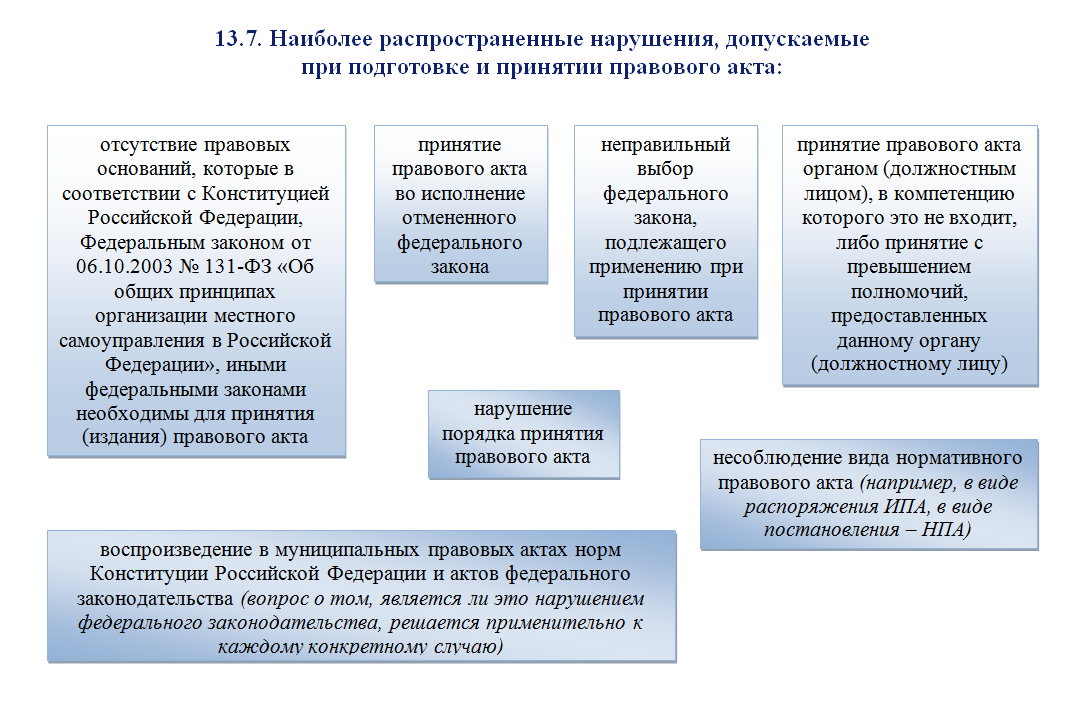 13.7. Наиболее распространенные нарушения, допускаемые
при подготовке и принятии правового акта:
отсутствие правовых
оснований, которые в
соответствии с Конституцией
Российской Федерации,
Федеральным законом от
06.10.2003 № 131-ФЗ «Об
общих принципах
организации местного
самоуправления в Российской
Федерации», иными
федеральными законами
необходимы для принятия
(издания) правового акта
принятие
правового акта
во исполнение
отмененного
федерального
закона
неправильный
выбор
федерального
закона,
подлежащего
применению при
принятии
правового акта
принятие правового акта
органом (должностным
лицом), в компетенцию
которого это не входит,
либо принятие с
превышением
полномочий,
предоставленных
данному органу
(должностному лицу)
нарушение
порядка принятия
правового акта
несоблюдение вида нормативного
правового акта (например, в виде
распоряжения ИПА, в виде
постановления – НПА)
воспроизведение в муниципальных правовых актах норм
Конституции Российской Федерации и актов федерального
законодательства (вопрос о том, является ли это нарушением
федерального законодательства, решается применительно к
каждому конкретному случаю)